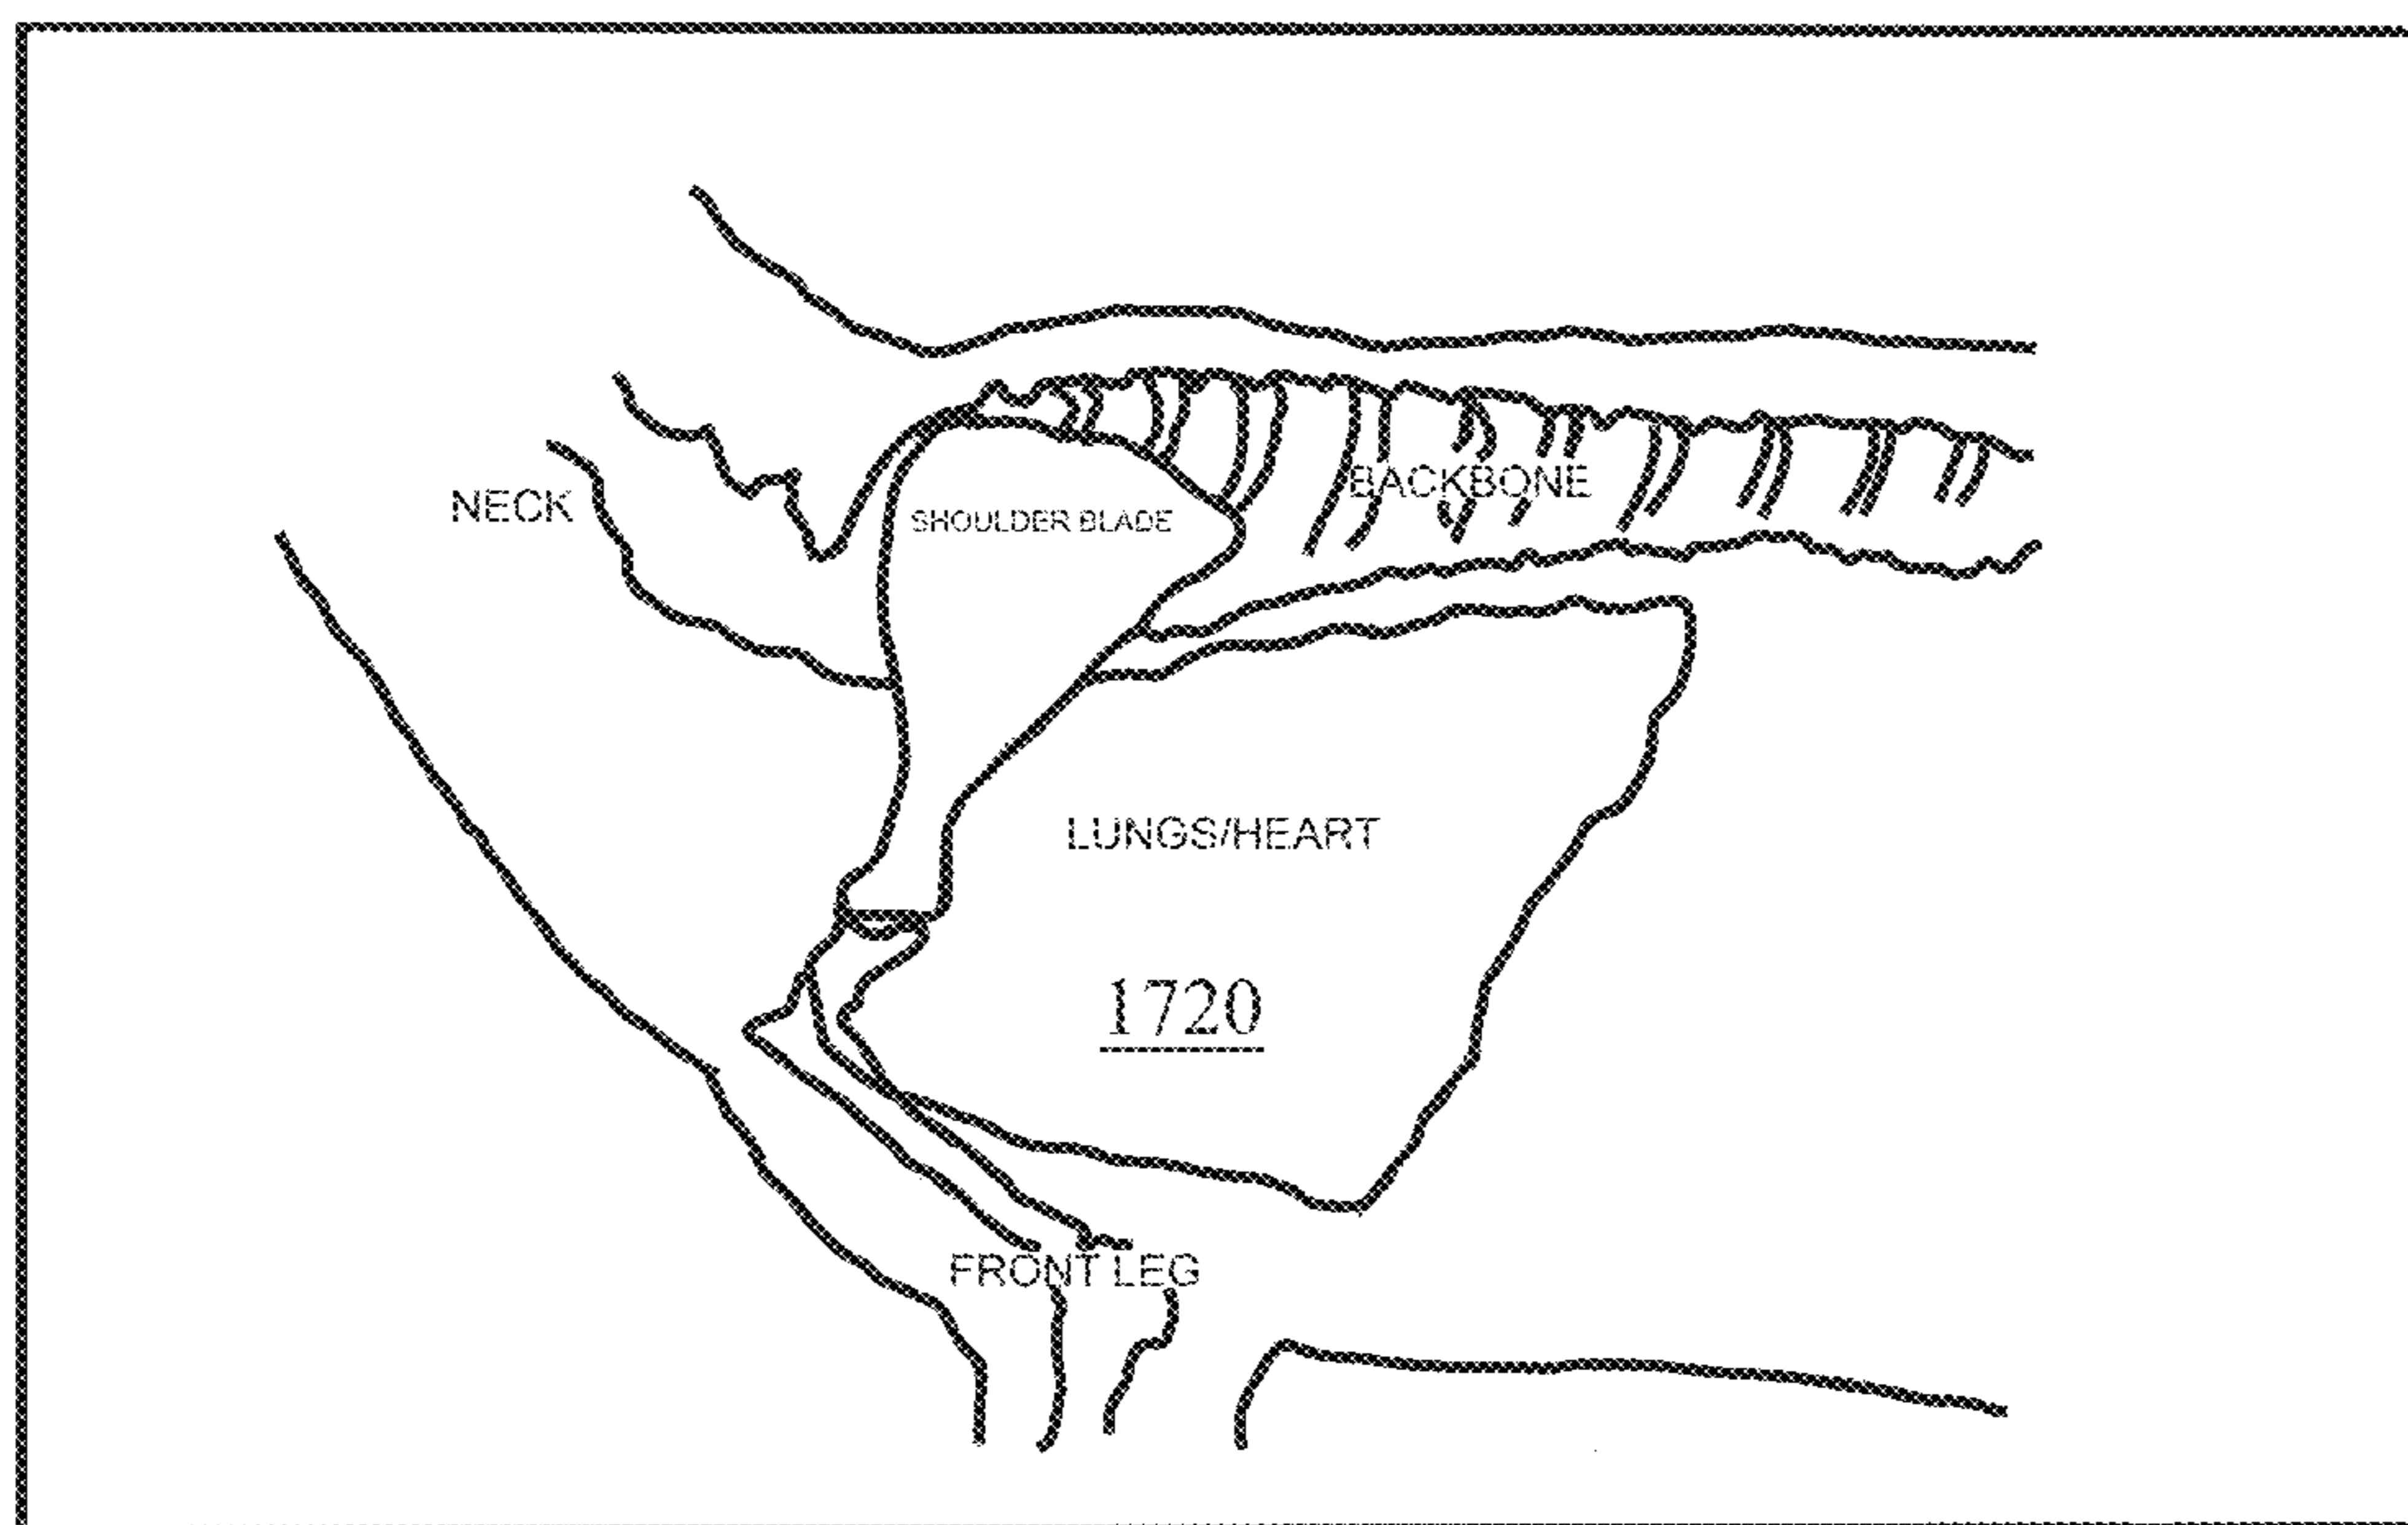 BACKBONE
NECK
SHOULDER BLADE
LUNGS/HEART
1720
FRONT LEG